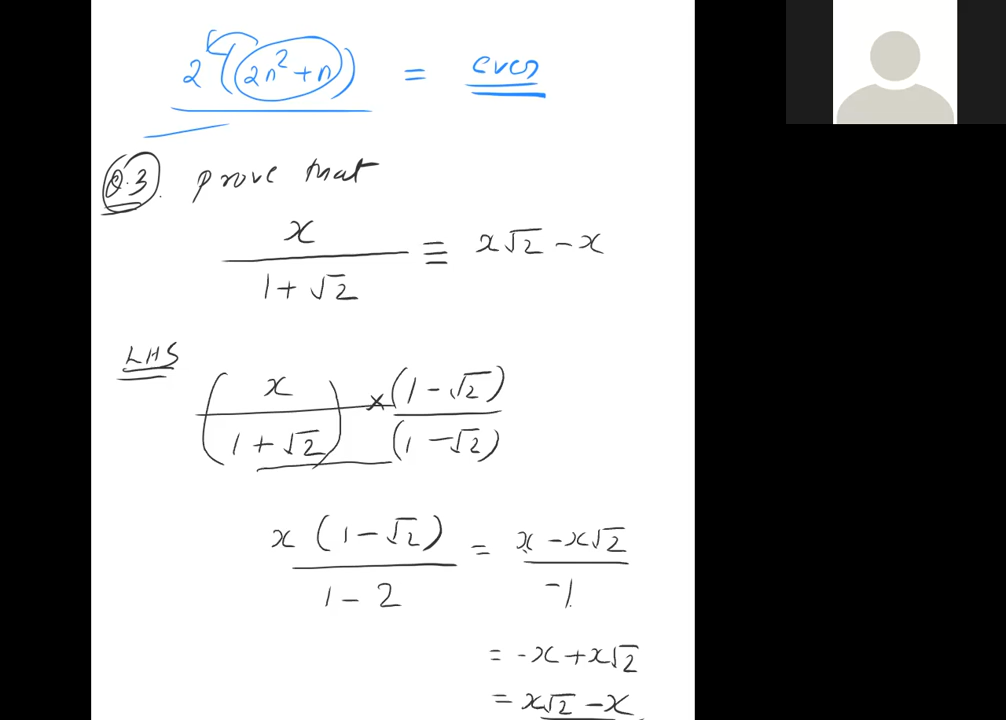 2(2n²+n) = even
Q.3 prove that
x/(1+√2) ≡ x√2 − x
LHS
(x/(1+√2)) × (1−√2)/(1−√2)
x(1−√2)/(1−2) = (x−x√2)/−1
= -x+x√2
= x√2 −x